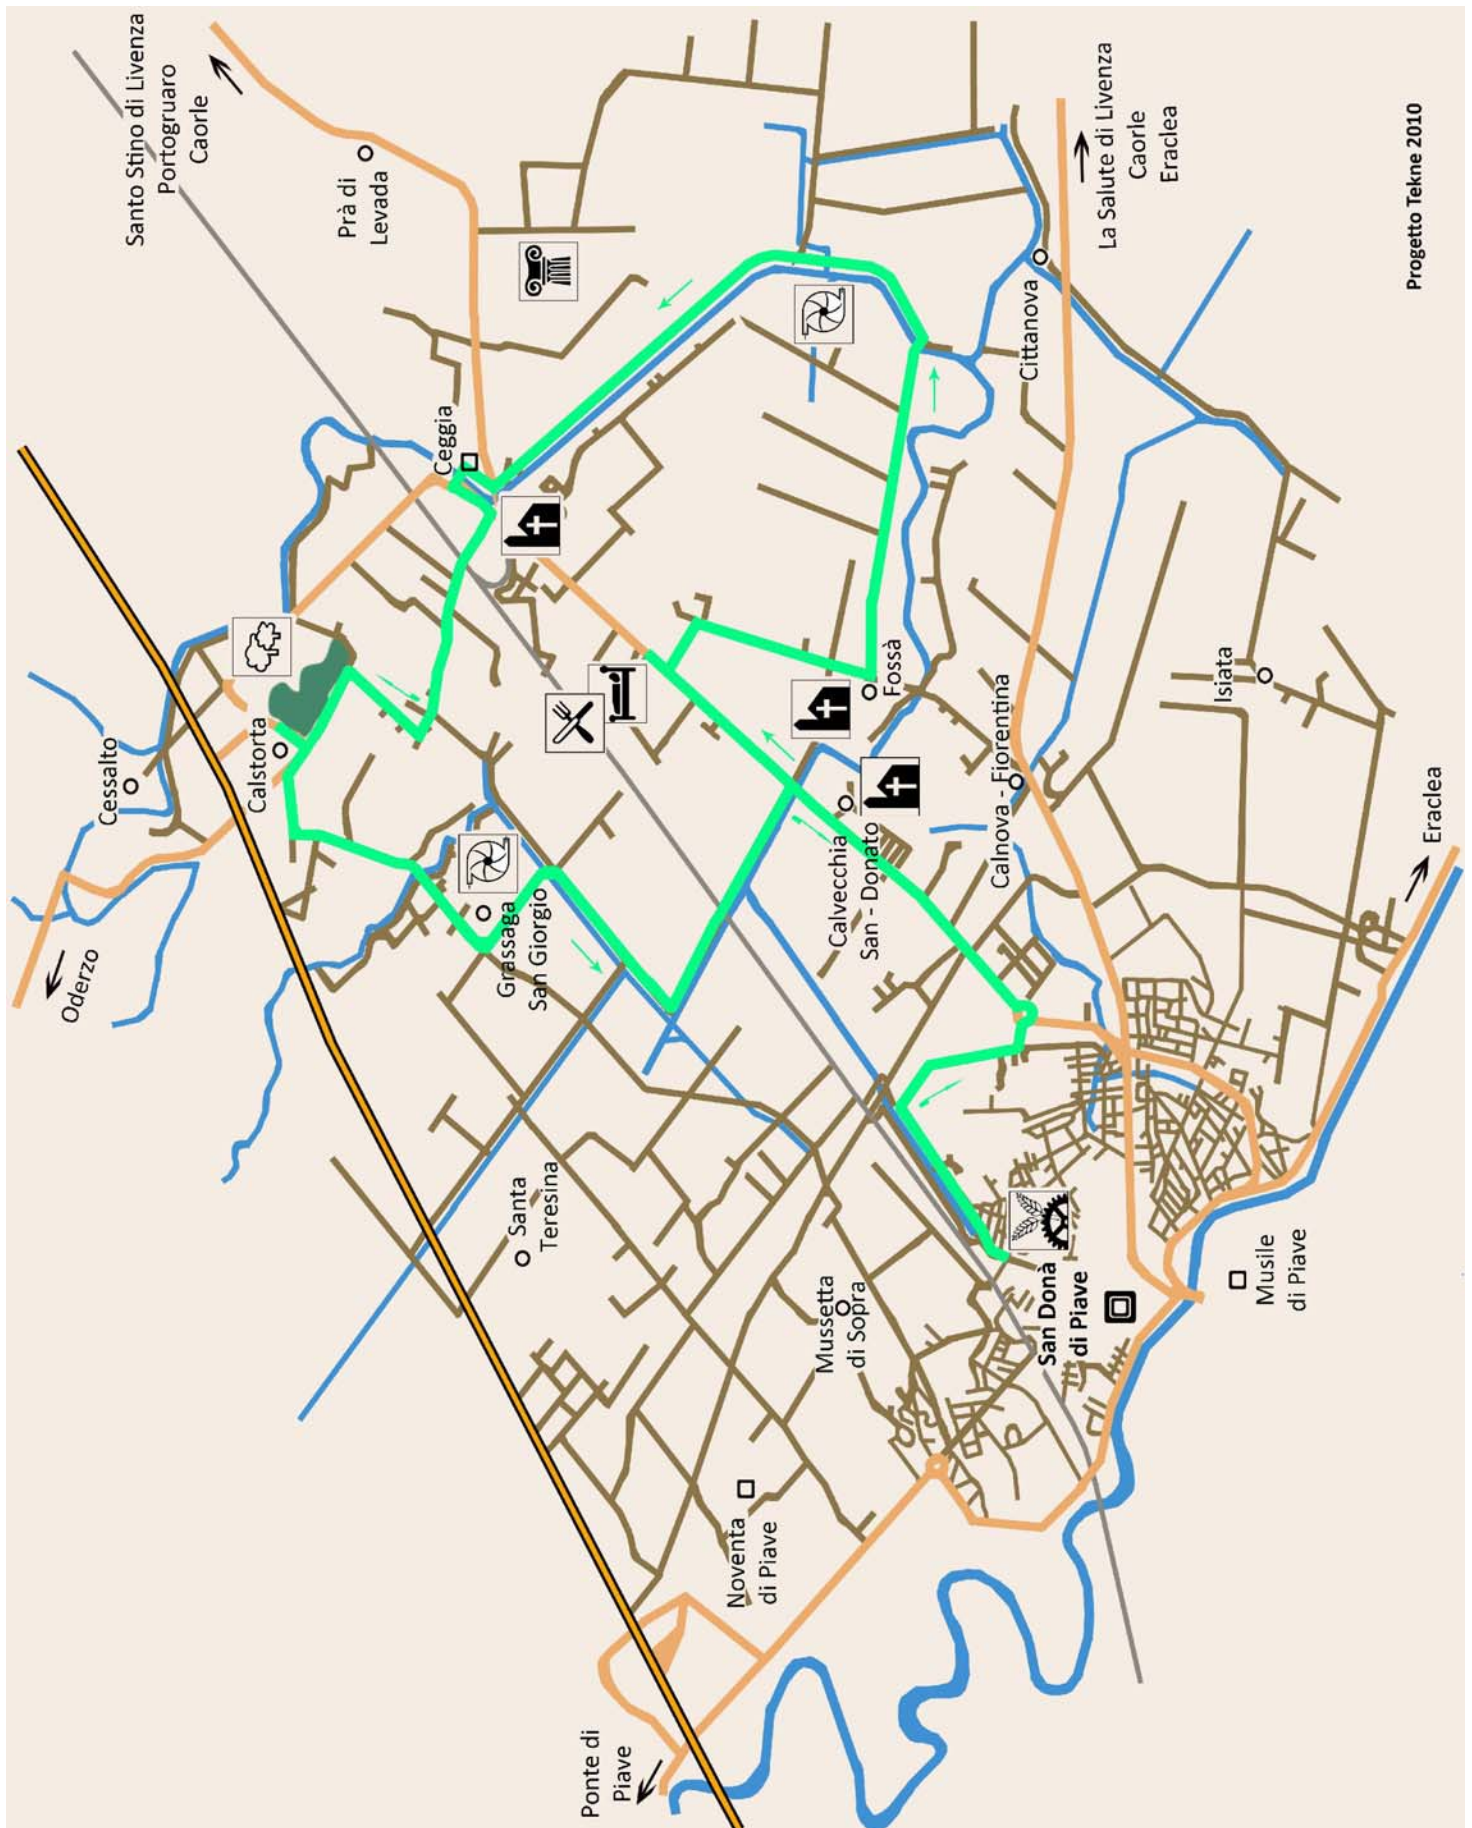 Santo Stino di Livenza
Portogruaro
Caorle
Prà di
Levada
La Salute di Livenza
Caorle
Eraclea
Progetto Tekne 2010
Ceggia
Cittanova
Cessalto
Calstorta
Fossà
Isiata
Calnova - Fiorentina
Calvecchia
San - Donato
Eraclea
Oderzo
Grassaga
San Giorgio
Santa
Teresina
Mussetta
di Sopra
San Donà
di Piave
Musile
di Piave
Noventa
di Piave
Ponte di
Piave